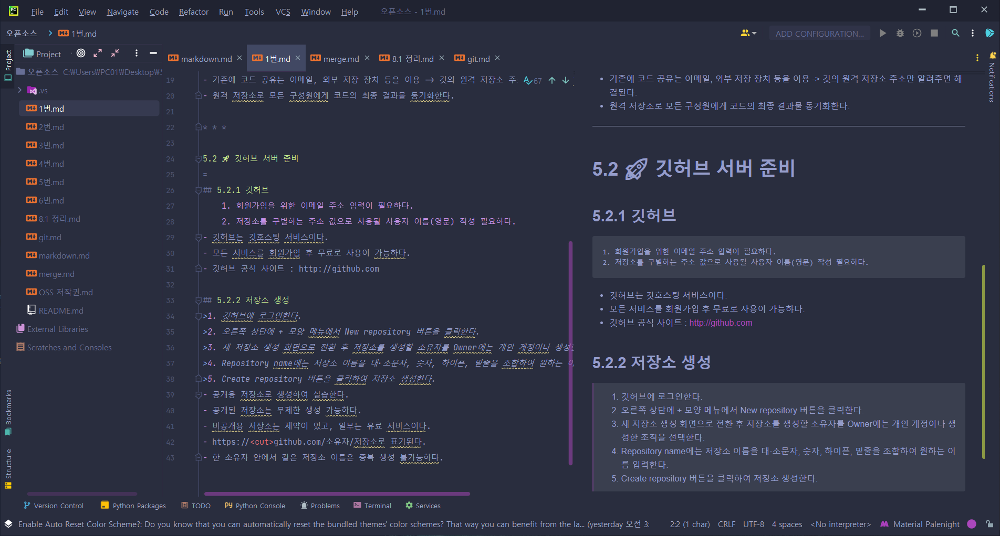 PC File Edit View Navigate Code Refactor Run Tools VCS Window Help 오픈소스 - 1번.md
오픈소스 1번.md ADD CONFIGURATION...
Project
Project
markdown.md 1번.md merge.md 8.1 정리.md git.md
오픈소스 C:₩Users₩PC01₩Desktop₩
.vs
1번.md
2번.md
3번.md
4번.md
5번.md
6번.md
8.1 정리.md
git.md
markdown.md
merge.md
OSS 저작권.md
README.md
External Libraries
Scratches and Consoles
Bookmarks
Structure
19 - 기존에 코드 공유는 이메일, 외부 저장 장치 등을 이용 -> 깃의 원격 저장소 주 67
20 - 원격 저장소로 모든 구성원에게 코드의 최종 결과물 동기화한다.
21
22 * * *
23
24 5.2 🚀 깃허브 서버 준비
25 =
26 ## 5.2.1 깃허브
27 1. 회원가입을 위한 이메일 주소 입력이 필요하다.
28 2. 저장소를 구별하는 주소 값으로 사용될 사용자 이름(영문) 작성 필요하다.
29 - 깃허브는 깃호스팅 서비스이다.
30 - 모든 서비스를 회원가입 후 무료로 사용이 가능하다.
31 - 깃허브 공식 사이트 : http://github.com
32
33 ## 5.2.2 저장소 생성
34 >1. 깃허브에 로그인한다.
35 >2. 오른쪽 상단에 + 모양 메뉴에서 New repository 버튼을 클릭한다.
36 >3. 새 저장소 생성 화면으로 전환 후 저장소를 생성할 소유자를 Owner에는 개인 게정이나 생성한
37 >4. Repository name에는 저장소 이름을 대·소문자, 숫자, 하이픈, 밑줄을 조합하여 원하는 이
38 >5. Create repository 버튼을 클릭하여 저장소 생성한다.
39 - 공개용 저장소로 생성하여 실습한다.
40 - 공개된 저장소는 무제한 생성 가능하다.
41 - 비공개용 저장소는 제약이 있고, 일부는 유료 서비스이다.
42 - https://<cut>github.com/소유자/저장소로 표기된다.
43 - 한 소유자 안에서 같은 저장소 이름은 중복 생성 불가능하다.
• 기존에 코드 공유는 이메일, 외부 저장 장치 등을 이용 -> 깃의 원격 저장소 주소만 알려주면 해
결된다.
• 원격 저장소로 모든 구성원에게 코드의 최종 결과물 동기화한다.
5.2 🚀 깃허브 서버 준비
5.2.1 깃허브
1. 회원가입을 위한 이메일 주소 입력이 필요하다.
2. 저장소를 구별하는 주소 값으로 사용될 사용자 이름(영문) 작성 필요하다.
• 깃허브는 깃호스팅 서비스이다.
• 모든 서비스를 회원가입 후 무료로 사용이 가능하다.
• 깃허브 공식 사이트 : http://github.com
5.2.2 저장소 생성
1. 깃허브에 로그인한다.
2. 오른쪽 상단에 + 모양 메뉴에서 New repository 버튼을 클릭한다.
3. 새 저장소 생성 화면으로 전환 후 저장소를 생성할 소유자를 Owner에는 개인 게정이나 생
성한 조직을 선택한다.
4. Repository name에는 저장소 이름을 대·소문자, 숫자, 하이픈, 밑줄을 조합하여 원하는 이
름 입력한다.
5. Create repository 버튼을 클릭하여 저장소 생성한다.
Notifications
Version Control Python Packages TODO Python Console Problems Terminal Services
Enable Auto Reset Color Scheme?: Do you know that you can automatically reset the bundled themes' color schemes? That way you can benefit from the la... (yesterday 오전 3: 2:2 (1 char) CRLF UTF-8 4 spaces <No interpreter> Material Palenight